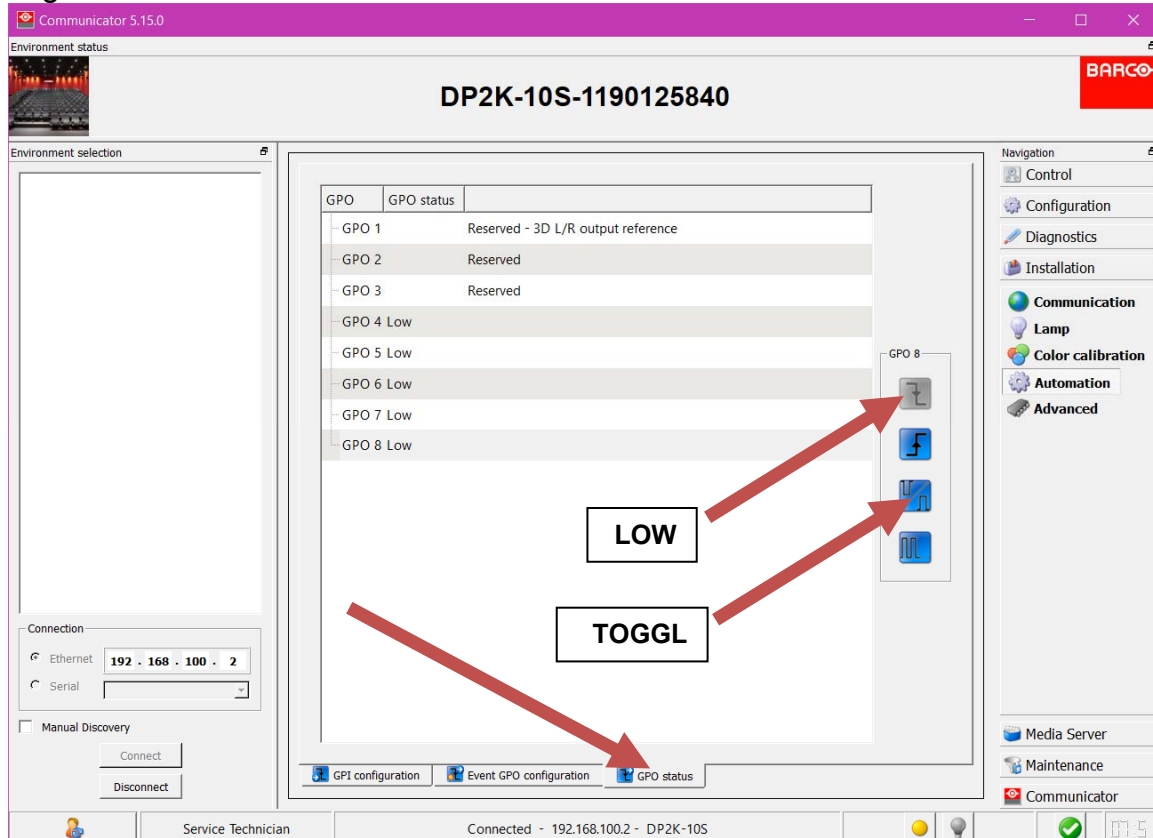 Communicator 5.15.0
Environment status
DP2K-10S-1190125840
BARCO
Environment selection
Navigation
Control
Configuration
Diagnostics
Installation
Communication
Lamp
Color calibration
Automation
Advanced
GPO GPO status
GPO 1 Reserved - 3D L/R output reference
GPO 2 Reserved
GPO 3 Reserved
GPO 4 Low
GPO 5 Low
GPO 6 Low
GPO 7 Low
GPO 8 Low
GPO 8
LOW
TOGGL
Connection
Ethernet 192 . 168 . 100 . 2
Serial
Manual Discovery
Connect
Disconnect
GPI configuration Event GPO configuration GPO status
Media Server
Maintenance
Communicator
Service Technician Connected - 192.168.100.2 - DP2K-10S